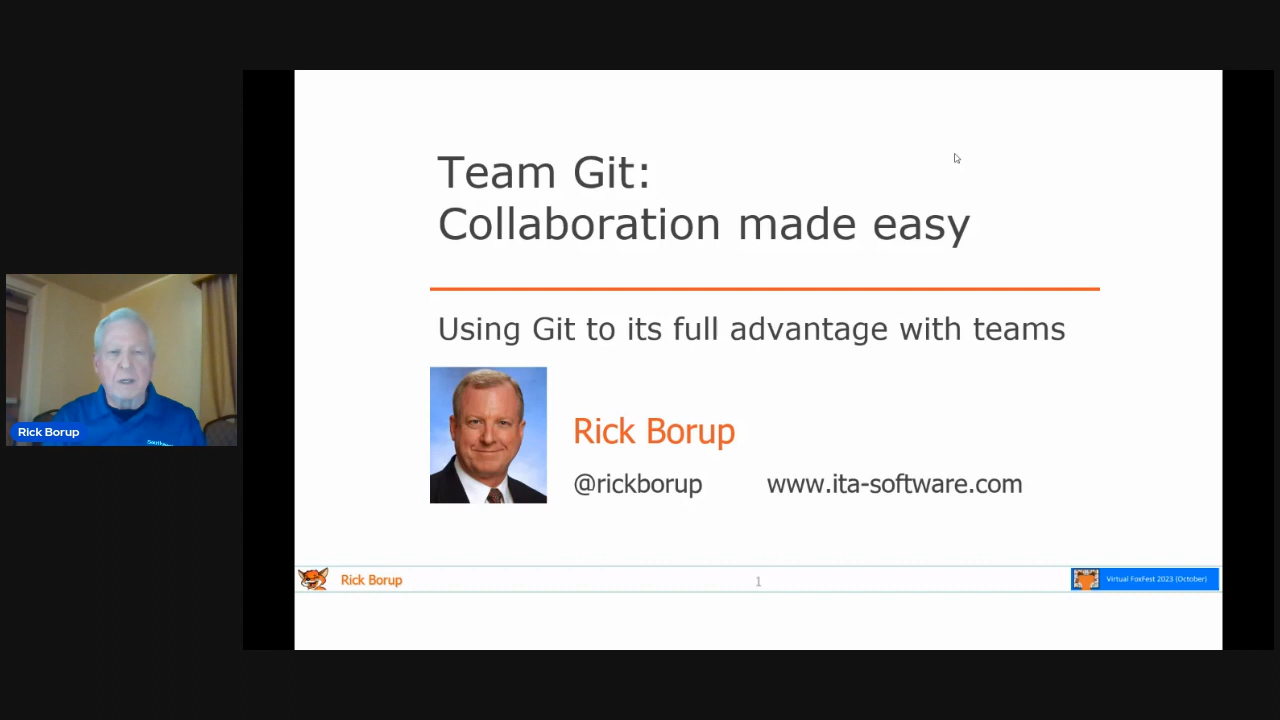 Team Git:
Collaboration made easy
Using Git to its full advantage with teams
Rick Borup
@rickborup
www.ita-software.com
Rick Borup
Rick Borup
1
Virtual FoxFest 2023 (October)